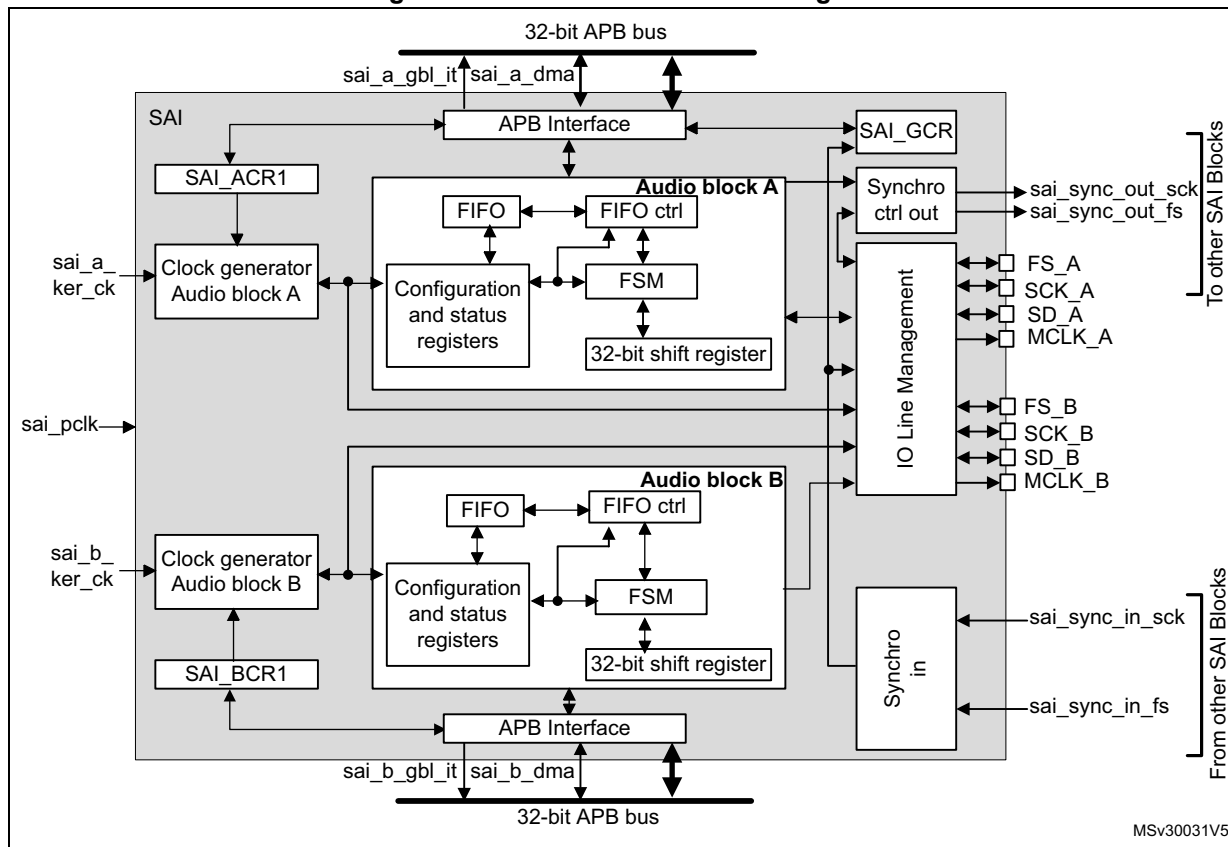 32-bit APB bus
sai_a_gbl_it
sai_a_dma
SAI
APB Interface
SAI_GCR
SAI_ACR1
Audio block A
FIFO
FIFO ctrl
Synchro
ctrl out
sai_sync_out_sck
sai_sync_out_fs
To other SAI Blocks
sai_a_
ker_ck
Clock generator
Audio block A
Configuration
and status
registers
FSM
32-bit shift register
IO Line Management
FS_A
SCK_A
SD_A
MCLK_A
FS_B
SCK_B
SD_B
MCLK_B
sai_pclk
Audio block B
FIFO
FIFO ctrl
sai_b_
ker_ck
Clock generator
Audio block B
Configuration
and status
registers
FSM
32-bit shift register
SAI_BCR1
Synchro
in
sai_sync_in_sck
sai_sync_in_fs
From other SAI Blocks
APB Interface
sai_b_gbl_it
sai_b_dma
32-bit APB bus
MSv30031V5